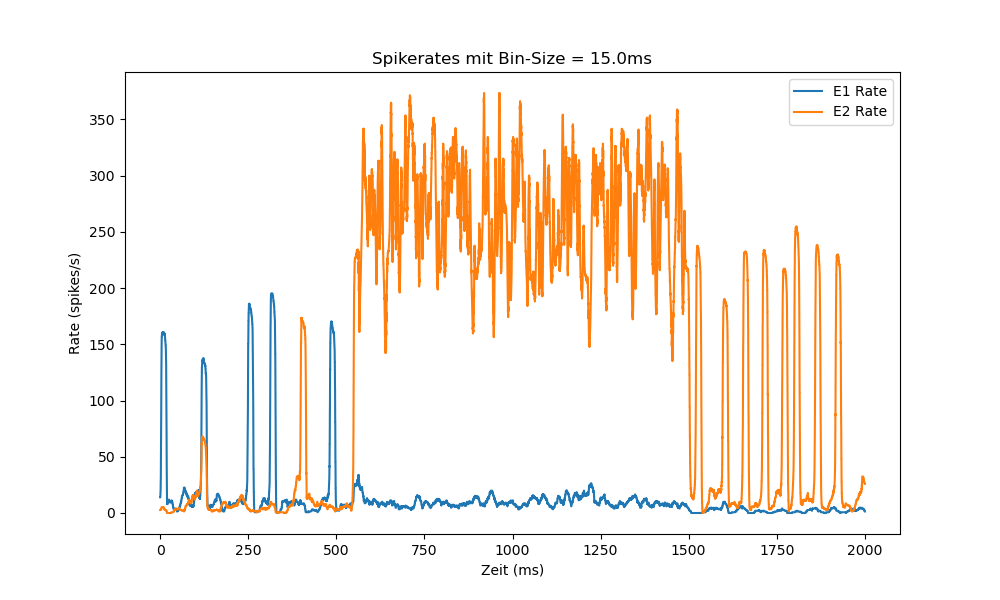 Spikerates mit Bin-Size = 15.0ms
E1 Rate
E2 Rate
350
300
250
200
150
100
50
0
Rate (spikes/s)
0 250 500 750 1000 1250 1500 1750 2000
Zeit (ms)